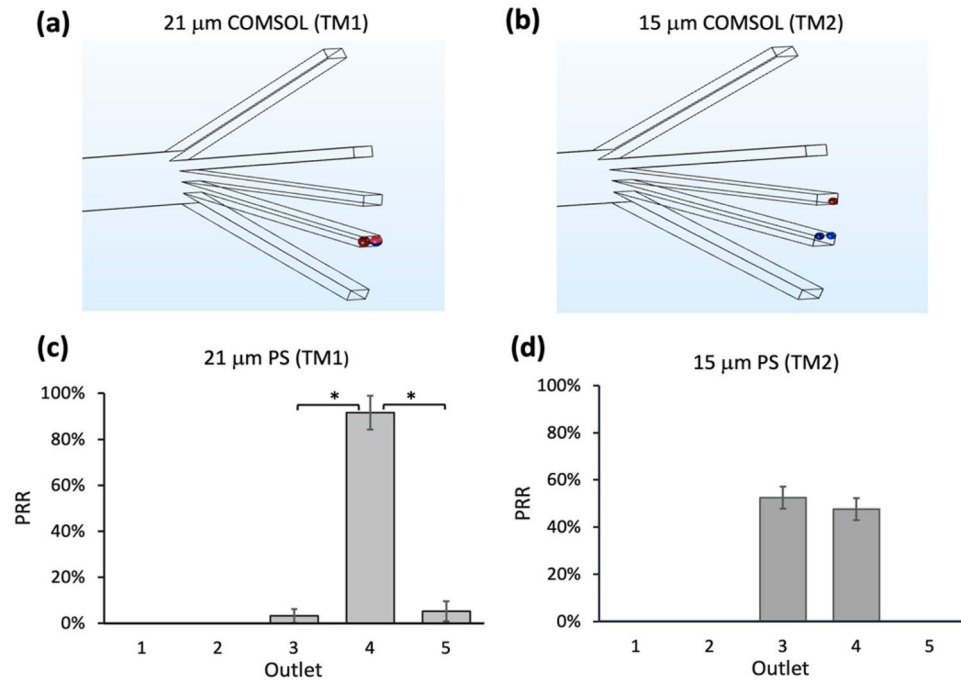 (a)
21 μm COMSOL (TM1)
(b)
15 μm COMSOL (TM2)
(c)
21 μm PS (TM1)
100%
80%
60%
40%
20%
0%
PRR
* *
1 2 3 4 5
Outlet
(d)
15 μm PS (TM2)
100%
80%
60%
40%
20%
0%
PRR
1 2 3 4 5
Outlet